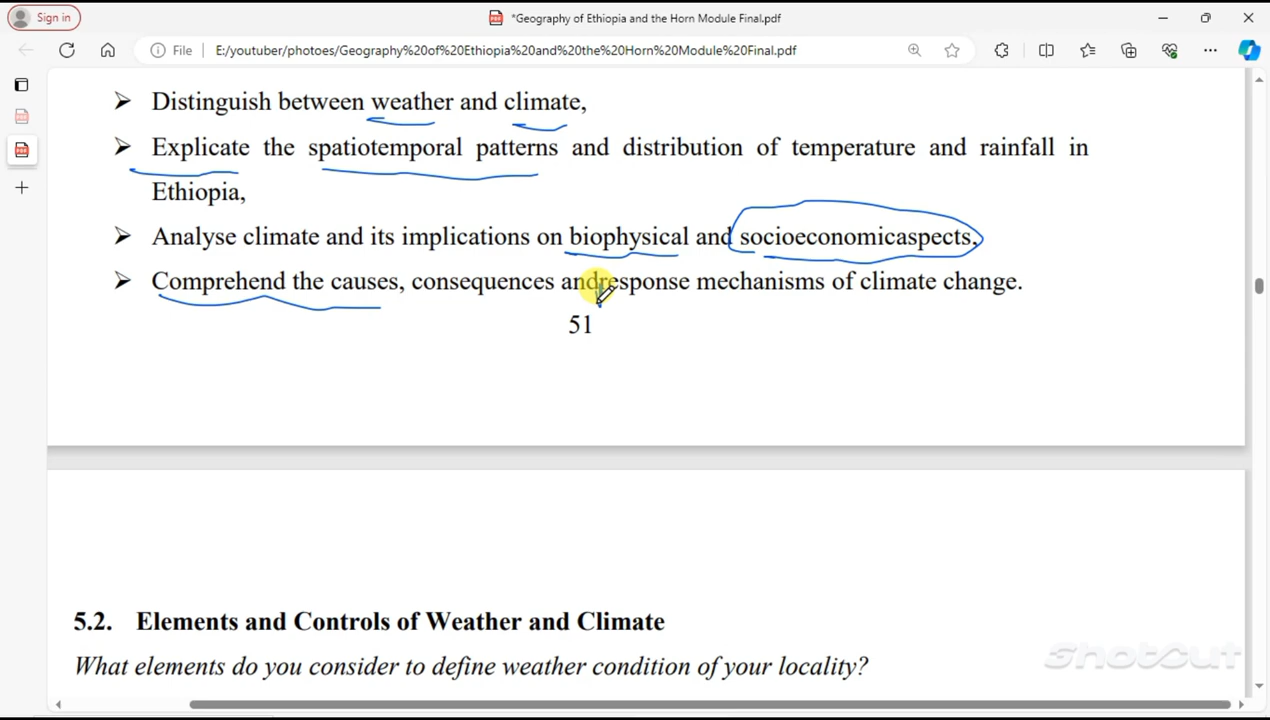 Sign in
*Geography of Ethiopia and the Horn Module Final.pdf
File E:/youtuber/photoes/Geography%20of%20Ethiopia%20and%20the%20Horn%20Module%20Final.pdf
➤ Distinguish between weather and climate,
➤ Explicate the spatiotemporal patterns and distribution of temperature and rainfall in
Ethiopia,
➤ Analyse climate and its implications on biophysical and socioeconomicaspects,
➤ Comprehend the causes, consequences andresponse mechanisms of climate change.
51
5.2. Elements and Controls of Weather and Climate
What elements do you consider to define weather condition of your locality?
Shotcut